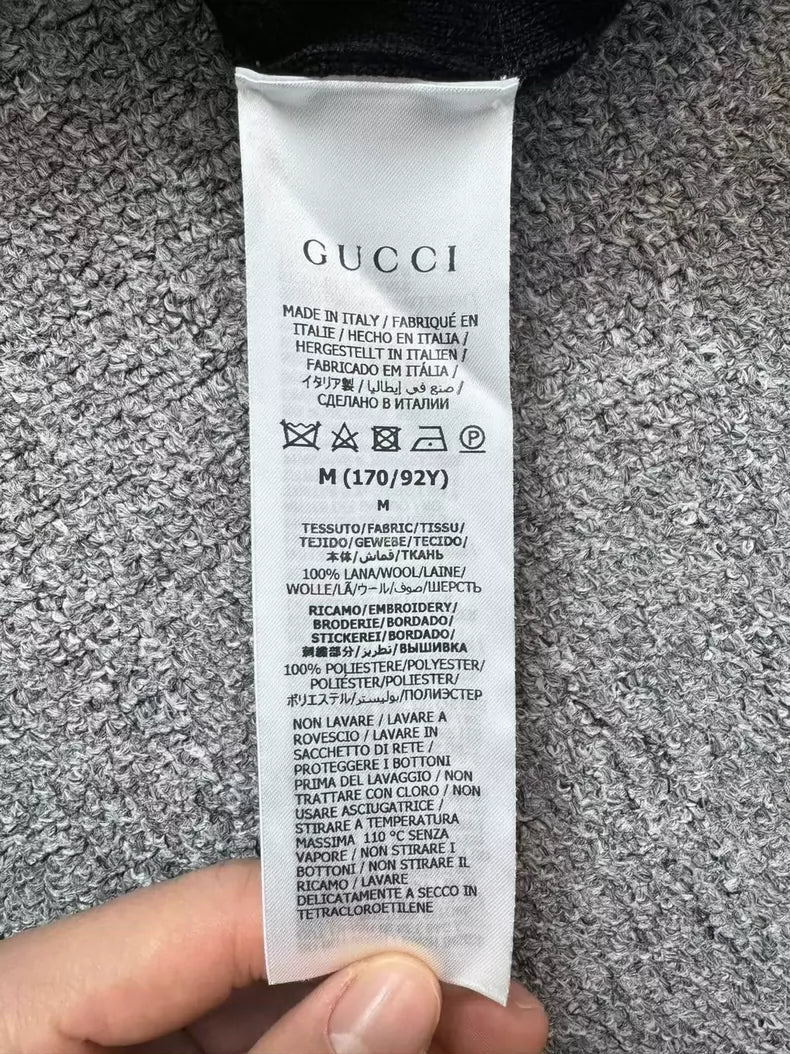 GUCCI
MADE IN ITALY / FABRIQUÉ EN
ITALIE / HECHO EN ITALIA /
HERGESTELLT IN ITALIEN /
FABRICADO EM ITÁLIA /
イタリア製 / صنع في إيطاليا /
СДЕЛАНО В ИТАЛИИ
P
M (170/92Y)
M
TESSUTO/FABRIC/TISSU/
TEJIDO/GEWEBE/TECIDO/
本体/قماش/ТКАНЬ
100% LANA/WOOL/LAINE/
WOLLE/LÃ/ウール/صوف/ШЕРСТЬ
RICAMO/EMBROIDERY/
BRODERIE/BORDADO/
STICKEREI/BORDADO/
刺繍部分/تطريز/ВЫШИВКА
100% POLIESTERE/POLYESTER/
POLIÉSTER/POLIESTER/
ポリエステル/بوليستر/ПОЛИЭСТЕР
NON LAVARE / LAVARE A
ROVESCIO / LAVARE IN
SACCHETTO DI RETE /
PROTEGGERE I BOTTONI
PRIMA DEL LAVAGGIO / NON
TRATTARE CON CLORO / NON
USARE ASCIUGATRICE /
STIRARE A TEMPERATURA
MASSIMA 110 °C SENZA
VAPORE / NON STIRARE I
BOTTONI / NON STIRARE IL
RICAMO / LAVARE
DELICATAMENTE A SECCO IN
TETRACLOROETILENE